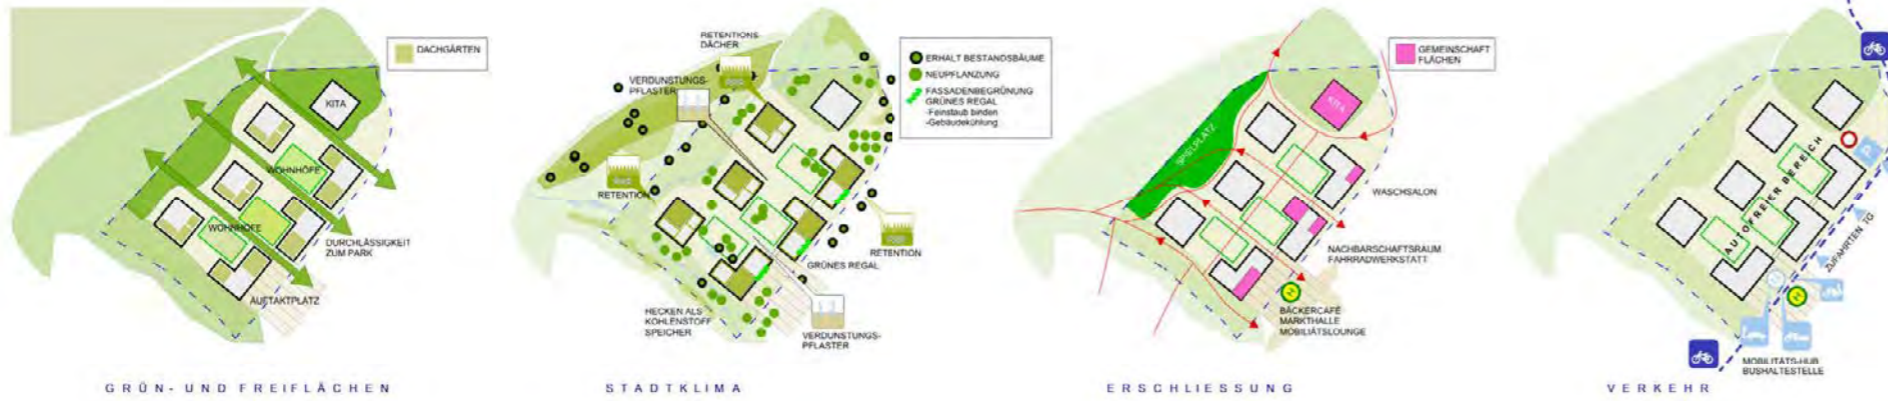 DACHGÄRTEN
KITA
WOHNHÖFE
WOHNHÖFE
DURCHLÄSSIGKEIT
ZUM PARK
AUFTAKTPLATZ
GRÜN- UND FREIFLÄCHEN
RETENTIONS
DÄCHER
VERDUNSTUNGS-
PFLASTER
ERHALT BESTANDSBÄUME
NEUPFLANZUNG
FASSADENBEGRÜNUNG
GRÜNES REGAL
-Feinstaub binden
-Gebäudekühlung
RETENTION
RETENTION
GRÜNES REGAL
HECKEN ALS
KOHLENSTOFF
SPEICHER
VERDUNSTUNGS-
PFLASTER
STADTKLIMA
GEMEINSCHAFT
FLÄCHEN
KITA
SPIELPLATZ
WASCHSALON
NACHBARSCHAFTSRAUM
FAHRRADWERKSTATT
H
BÄCKERCAFÉ
MARKTHALLE
MOBILIÄTSLOUNGE
ERSCHLIESSUNG
AUTOFREIER BEREICH
P
ZUFAHRTEN TG
H
MOBILITÄTS-HUB
BUSHALTESTELLE
VERKEHR